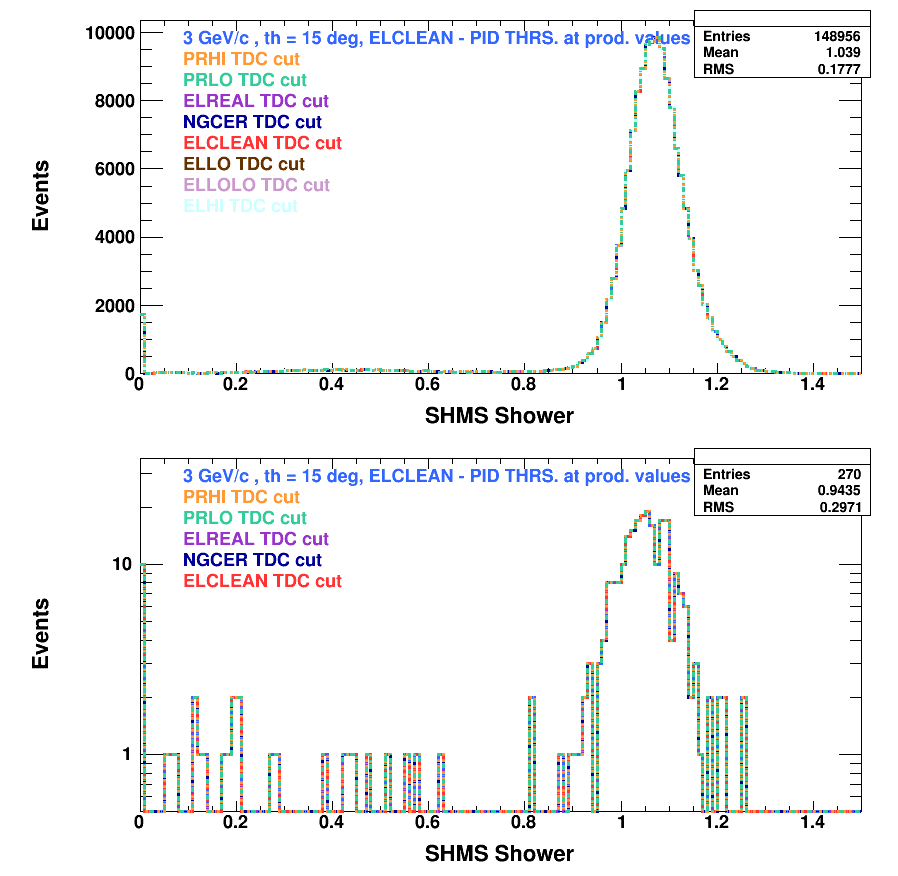 3 GeV/c , th = 15 deg, ELCLEAN - PID THRS. at prod. values
PRHI TDC cut
PRLO TDC cut
ELREAL TDC cut
NGCER TDC cut
ELCLEAN TDC cut
ELLO TDC cut
ELLOLO TDC cut
ELHI TDC cut
Entries 148956
Mean 1.039
RMS 0.1777
10000
8000
6000
4000
2000
0
Events
0 0.2 0.4 0.6 0.8 1 1.2 1.4
SHMS Shower
3 GeV/c , th = 15 deg, ELCLEAN - PID THRS. at prod. values
PRHI TDC cut
PRLO TDC cut
ELREAL TDC cut
NGCER TDC cut
ELCLEAN TDC cut
Entries 270
Mean 0.9435
RMS 0.2971
10
1
Events
0 0.2 0.4 0.6 0.8 1 1.2 1.4
SHMS Shower